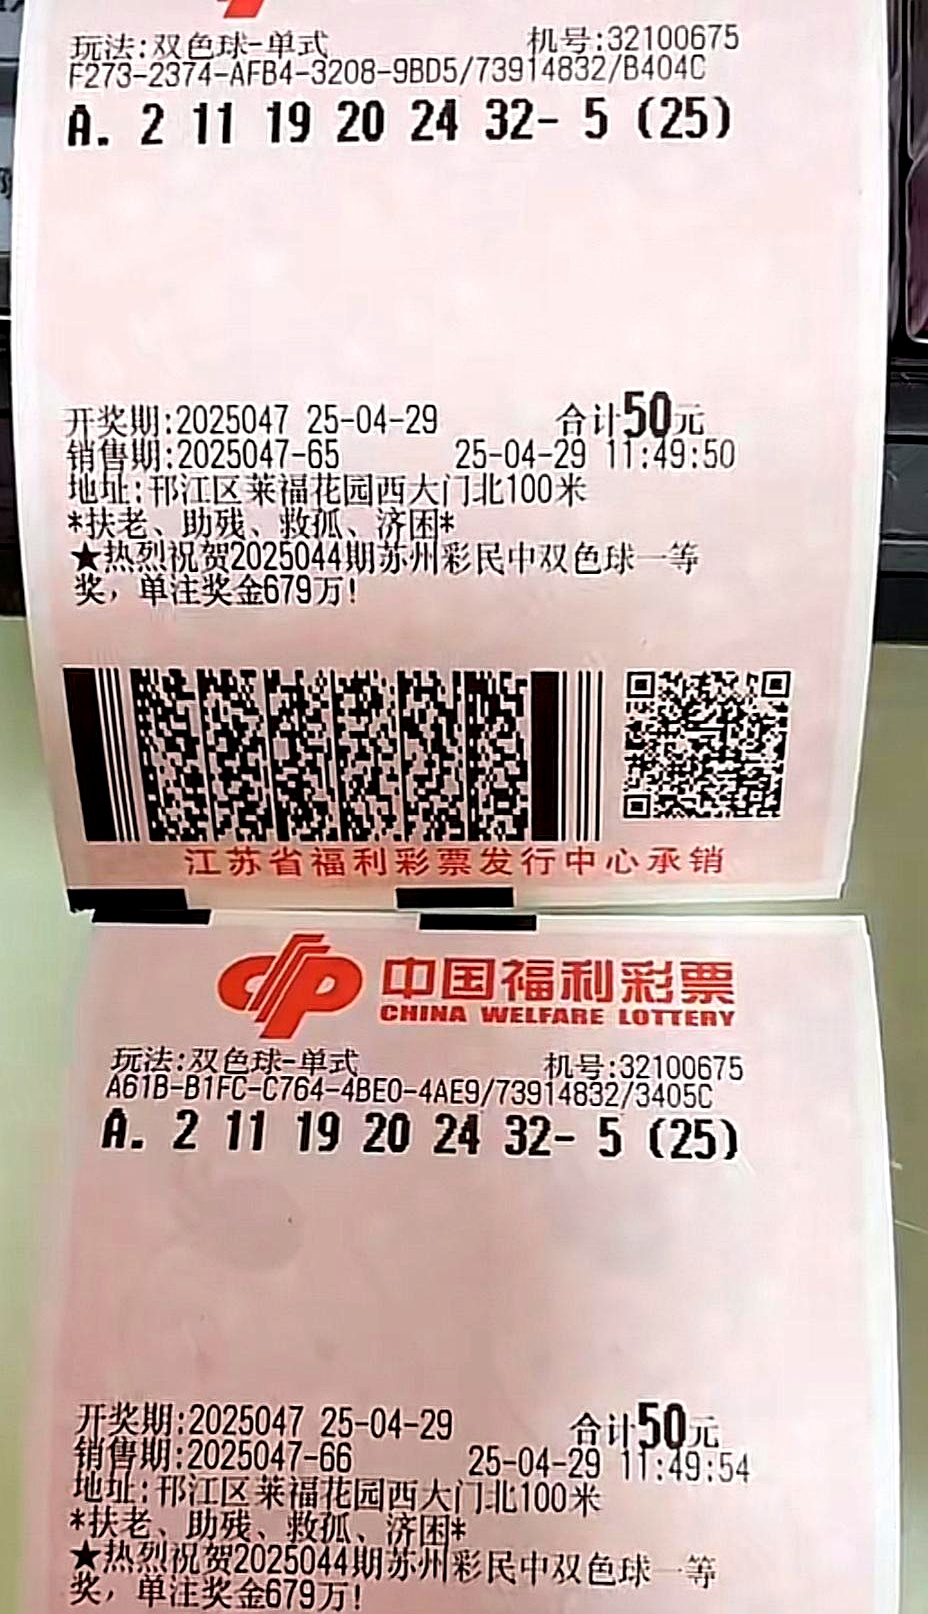 玩法:双色球-单式 机号:32100675
F273-2374-AFB4-3208-9BD5/73914832/B404C
A. 2 11 19 20 24 32- 5 (25)
开奖期:2025047 25-04-29 合计50元
销售期:2025047-65 25-04-29 11:49:50
地址:邗江区莱福花园西大门北100米
*扶老、助残、救孤、济困*
★热烈祝贺2025044期苏州彩民中双色球一等
奖，单注奖金679万!
江苏省福利彩票发行中心承销
中国福利彩票
CHINA WELFARE LOTTERY
玩法:双色球-单式 机号:32100675
A61B-B1FC-C764-4BE0-4AE9/73914832/3405C
A. 2 11 19 20 24 32- 5 (25)
开奖期:2025047 25-04-29 合计50元
销售期:2025047-66 25-04-29 11:49:54
地址:邗江区莱福花园西大门北100米
*扶老、助残、救孤、济困*
★热烈祝贺2025044期苏州彩民中双色球一等
奖，单注奖金679万!